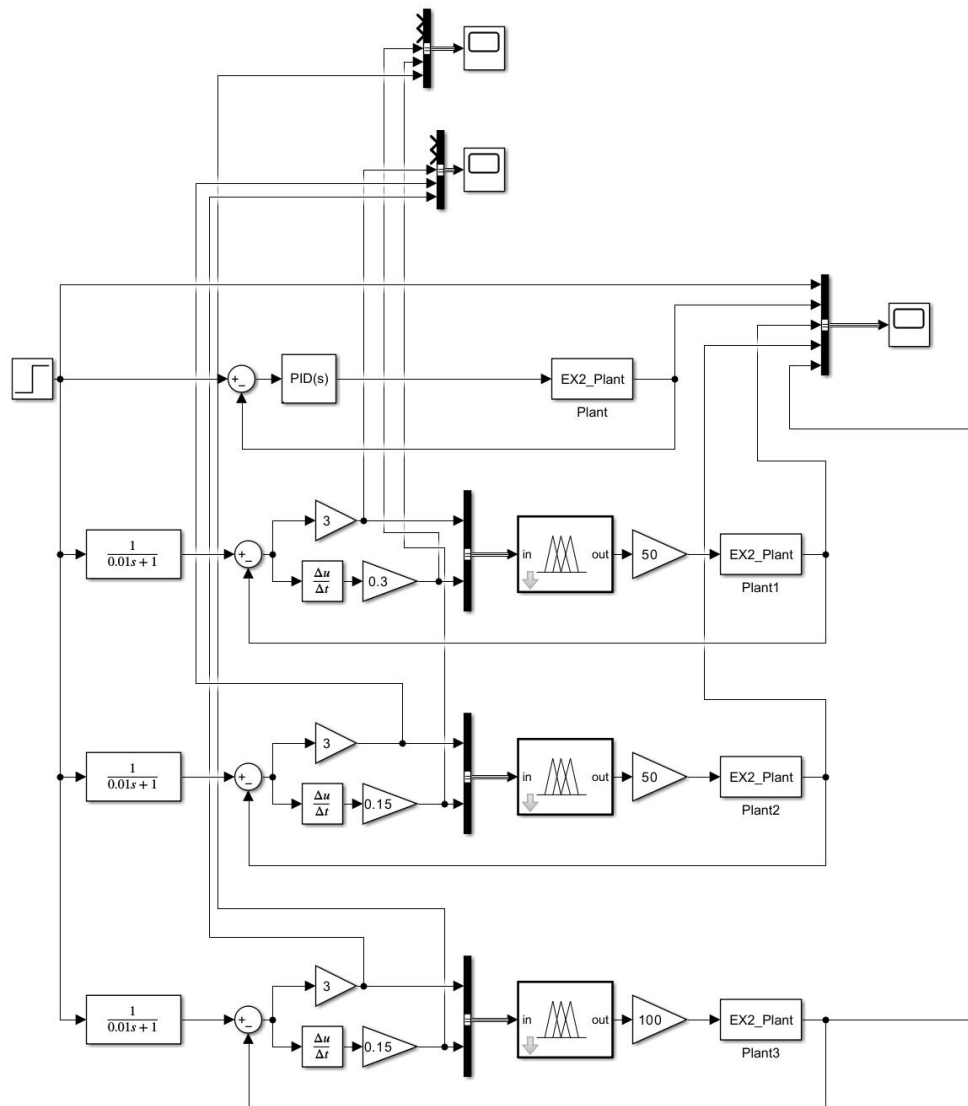 +
−
PID(s)
EX2_Plant
Plant
3
1
0.01s + 1
+
−
Δu
Δt
0.3
in
out
50
EX2_Plant
Plant1
3
1
0.01s + 1
+
−
Δu
Δt
0.15
in
out
50
EX2_Plant
Plant2
3
1
0.01s + 1
+
−
Δu
Δt
0.15
in
out
100
EX2_Plant
Plant3